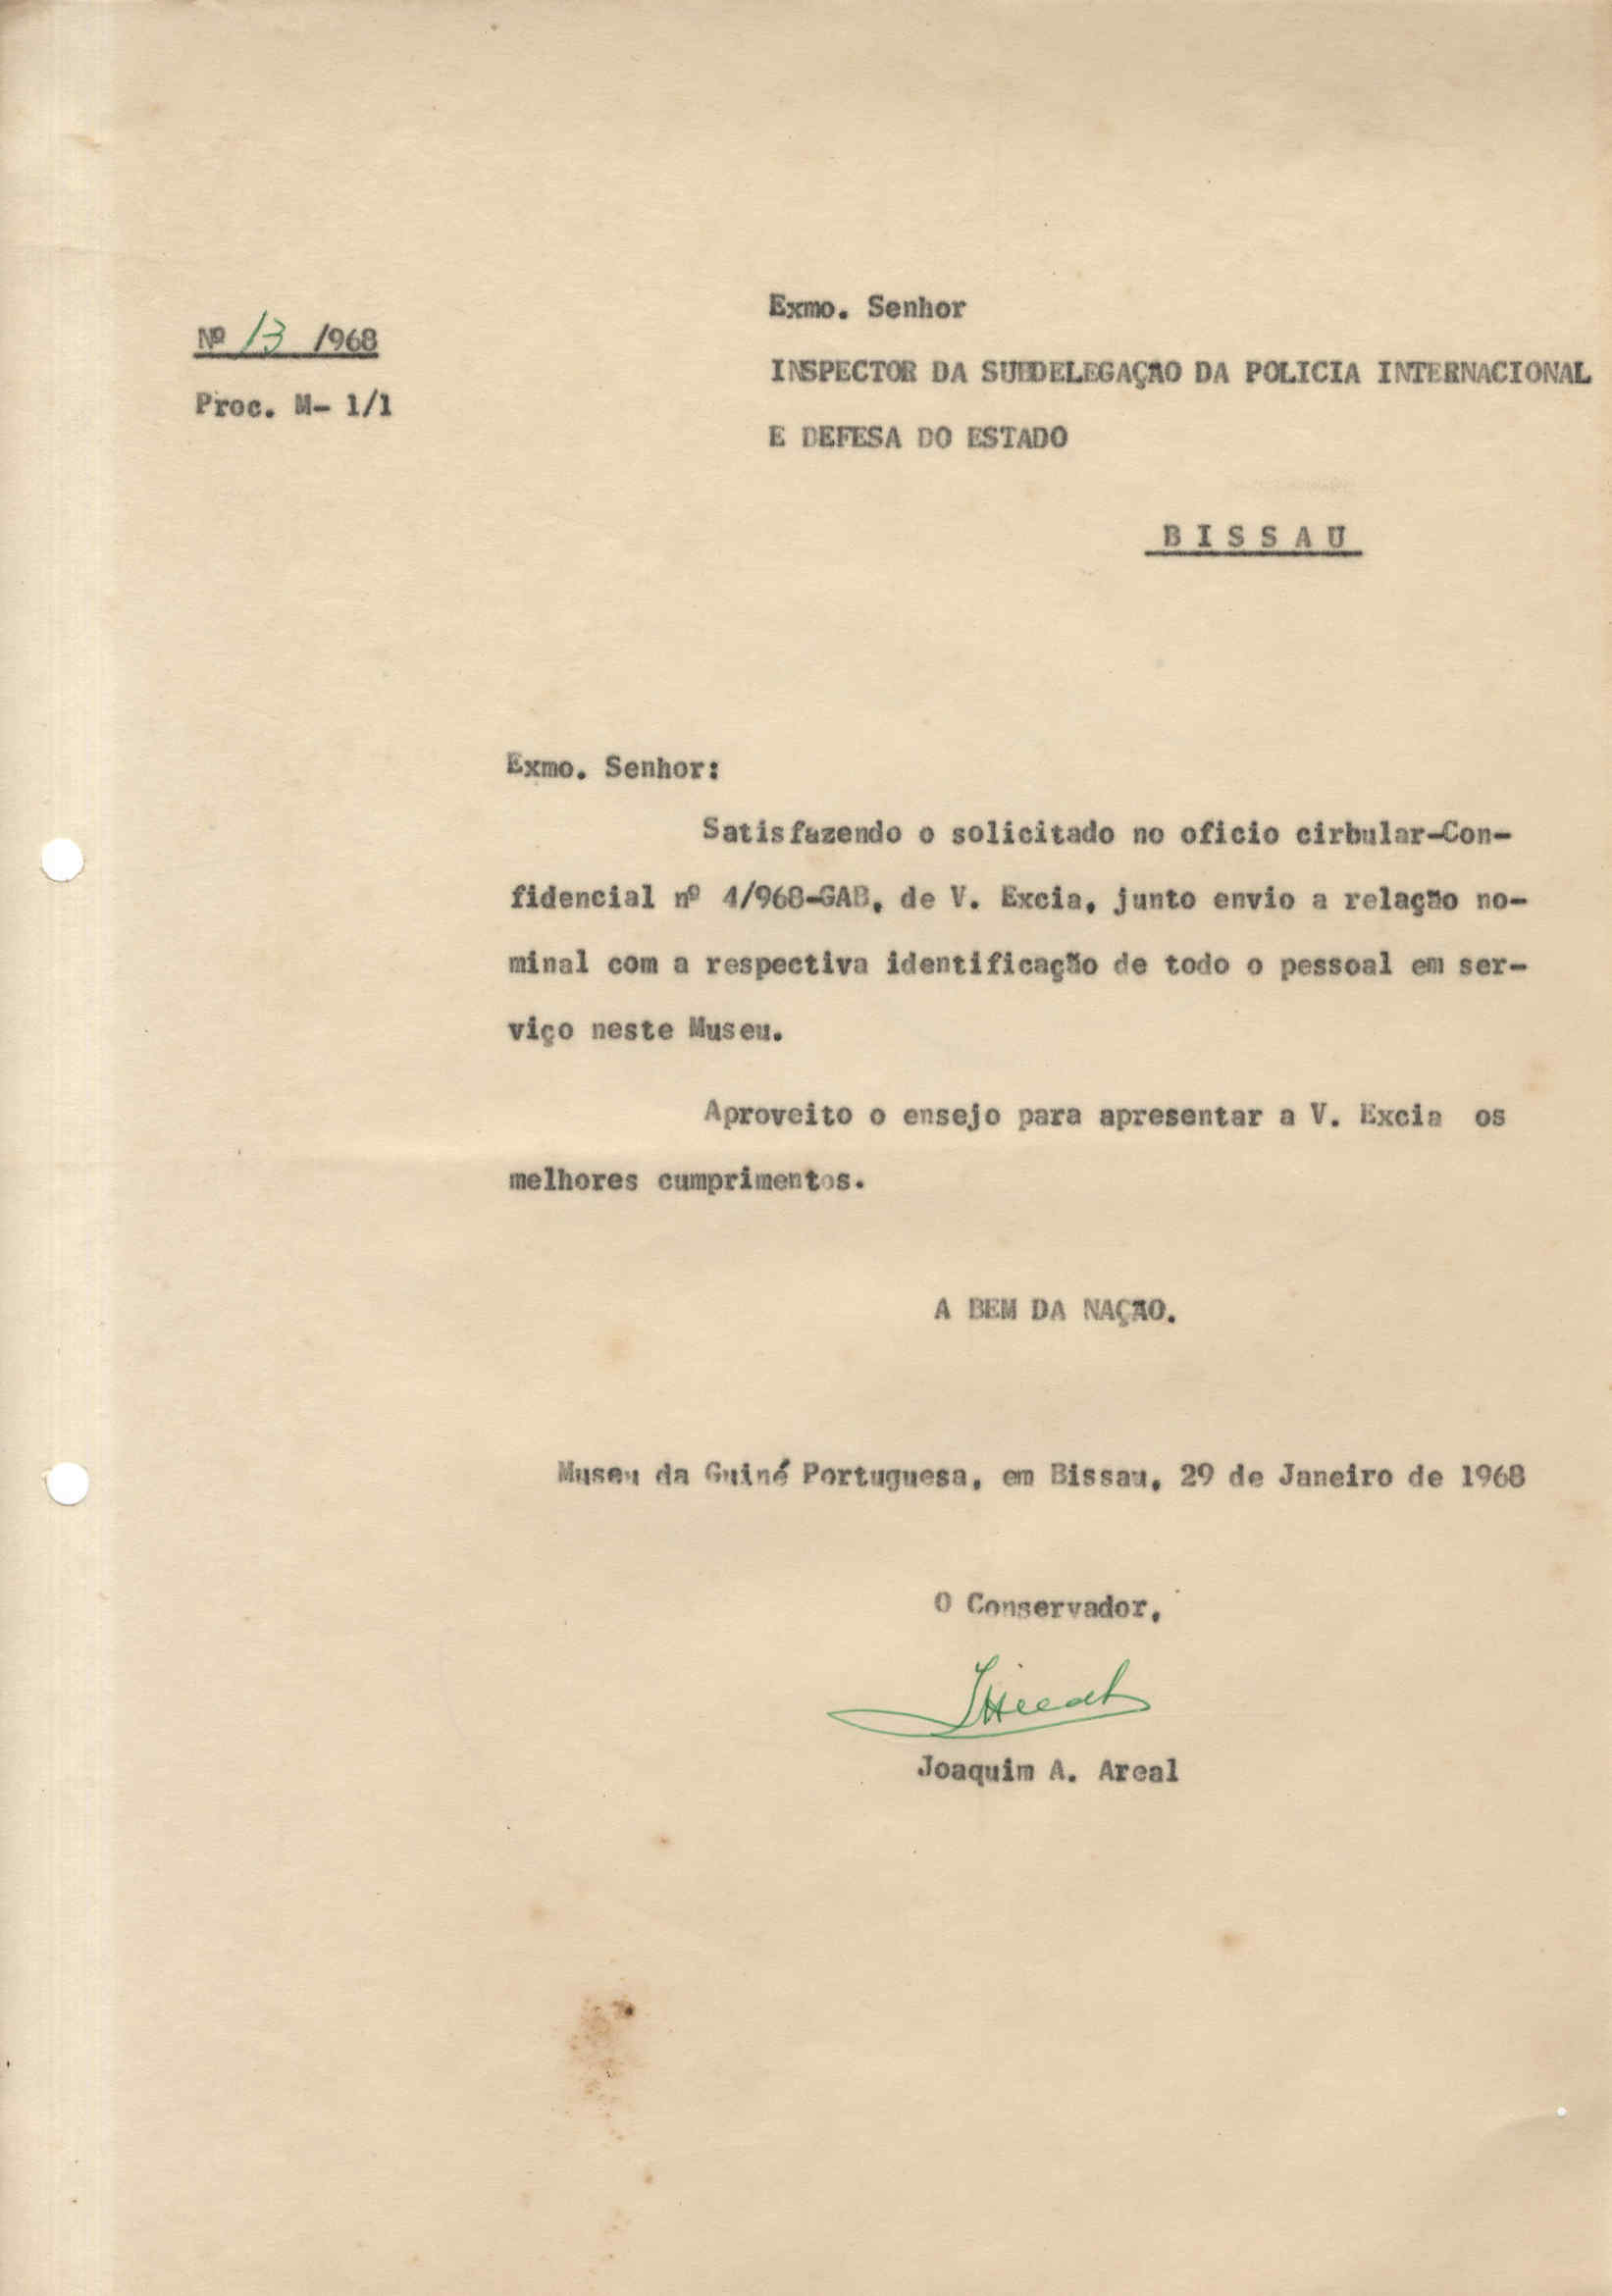 Nº 13 /968
Proc. M- 1/1
Exmo. Senhor
INSPECTOR DA SUBDELEGAÇÃO DA POLICIA INTERNACIONAL
E DEFESA DO ESTADO
B I S S A U
Exmo. Senhor:
Satisfazendo o solicitado no oficio cirbular-Con-
fidencial nº 4/968-GAB, de V. Excia, junto envio a relação no-
minal com a respectiva identificação de todo o pessoal em ser-
viço neste Museu.
Aproveito o ensejo para apresentar a V. Excia os
melhores cumprimentos.
A BEM DA NAÇÃO.
Museu da Guiné Portuguesa, em Bissau, 29 de Janeiro de 1968
O Conservador,
Joaquim A. Areal